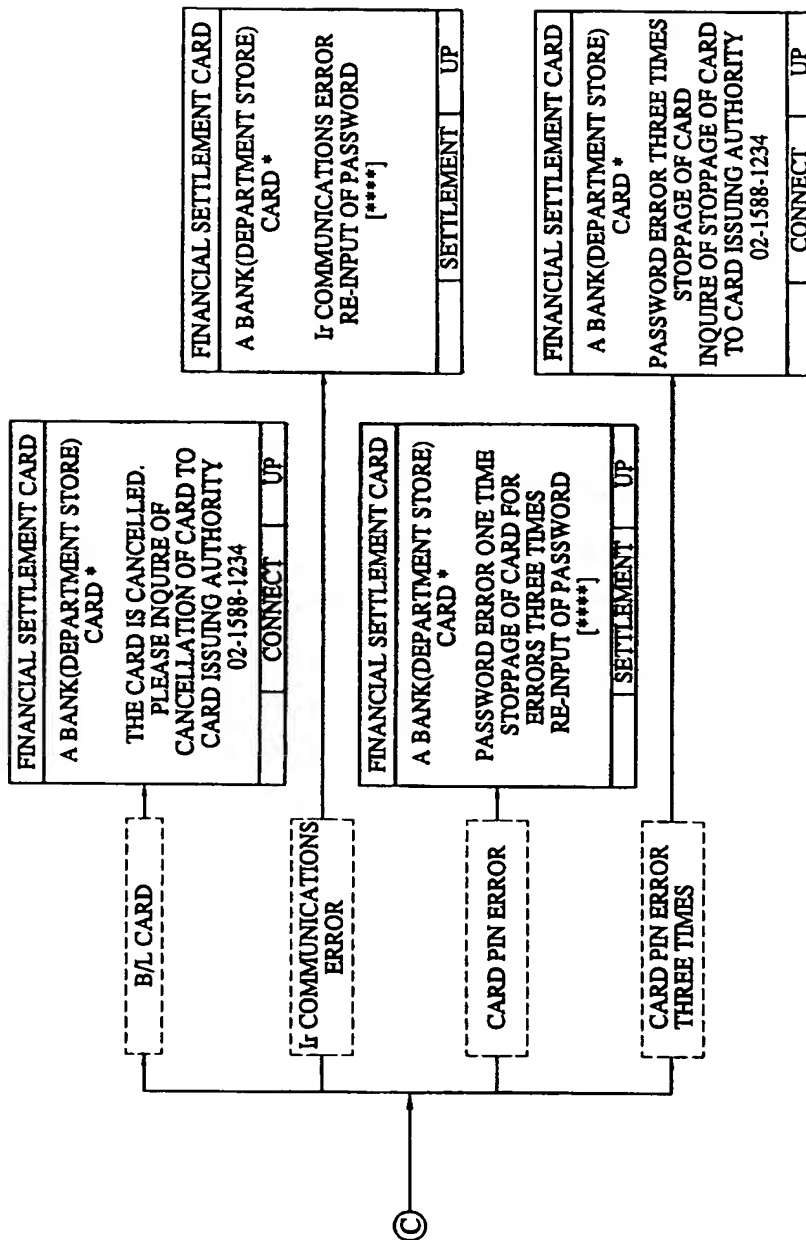 C
B/L CARD
FINANCIAL SETTLEMENT CARD
A BANK(DEPARTMENT STORE)
CARD *
THE CARD IS CANCELLED.
PLEASE INQUIRE OF
CANCELLATION OF CARD TO
CARD ISSUING AUTHORITY
02-1588-1234
CONNECT UP
Ir COMMUNICATIONS
ERROR
FINANCIAL SETTLEMENT CARD
A BANK(DEPARTMENT STORE)
CARD *
Ir COMMUNICATIONS ERROR
RE-INPUT OF PASSWORD
[****]
SETTLEMENT UP
CARD PIN ERROR
FINANCIAL SETTLEMENT CARD
A BANK(DEPARTMENT STORE)
CARD *
PASSWORD ERROR ONE TIME
STOPPAGE OF CARD FOR
ERRORS THREE TIMES
RE-INPUT OF PASSWORD
[****]
SETTLEMENT UP
CARD PIN ERROR
THREE TIMES
FINANCIAL SETTLEMENT CARD
A BANK(DEPARTMENT STORE)
CARD *
PASSWORD ERROR THREE TIMES
STOPPAGE OF CARD
INQUIRE OF STOPPAGE OF CARD
TO CARD ISSUING AUTHORITY
02-1588-1234
CONNECT UP